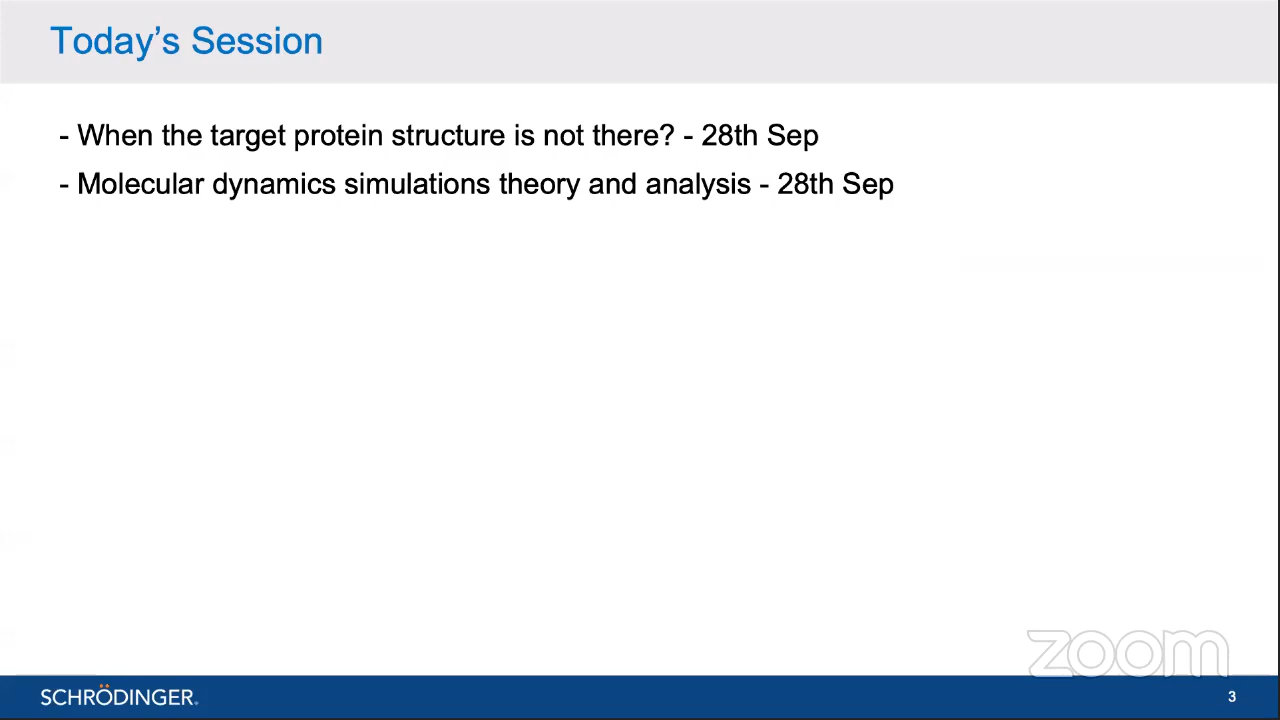 Today's Session
- When the target protein structure is not there? - 28th Sep
- Molecular dynamics simulations theory and analysis - 28th Sep
zoom
SCHRÖDINGER.
3